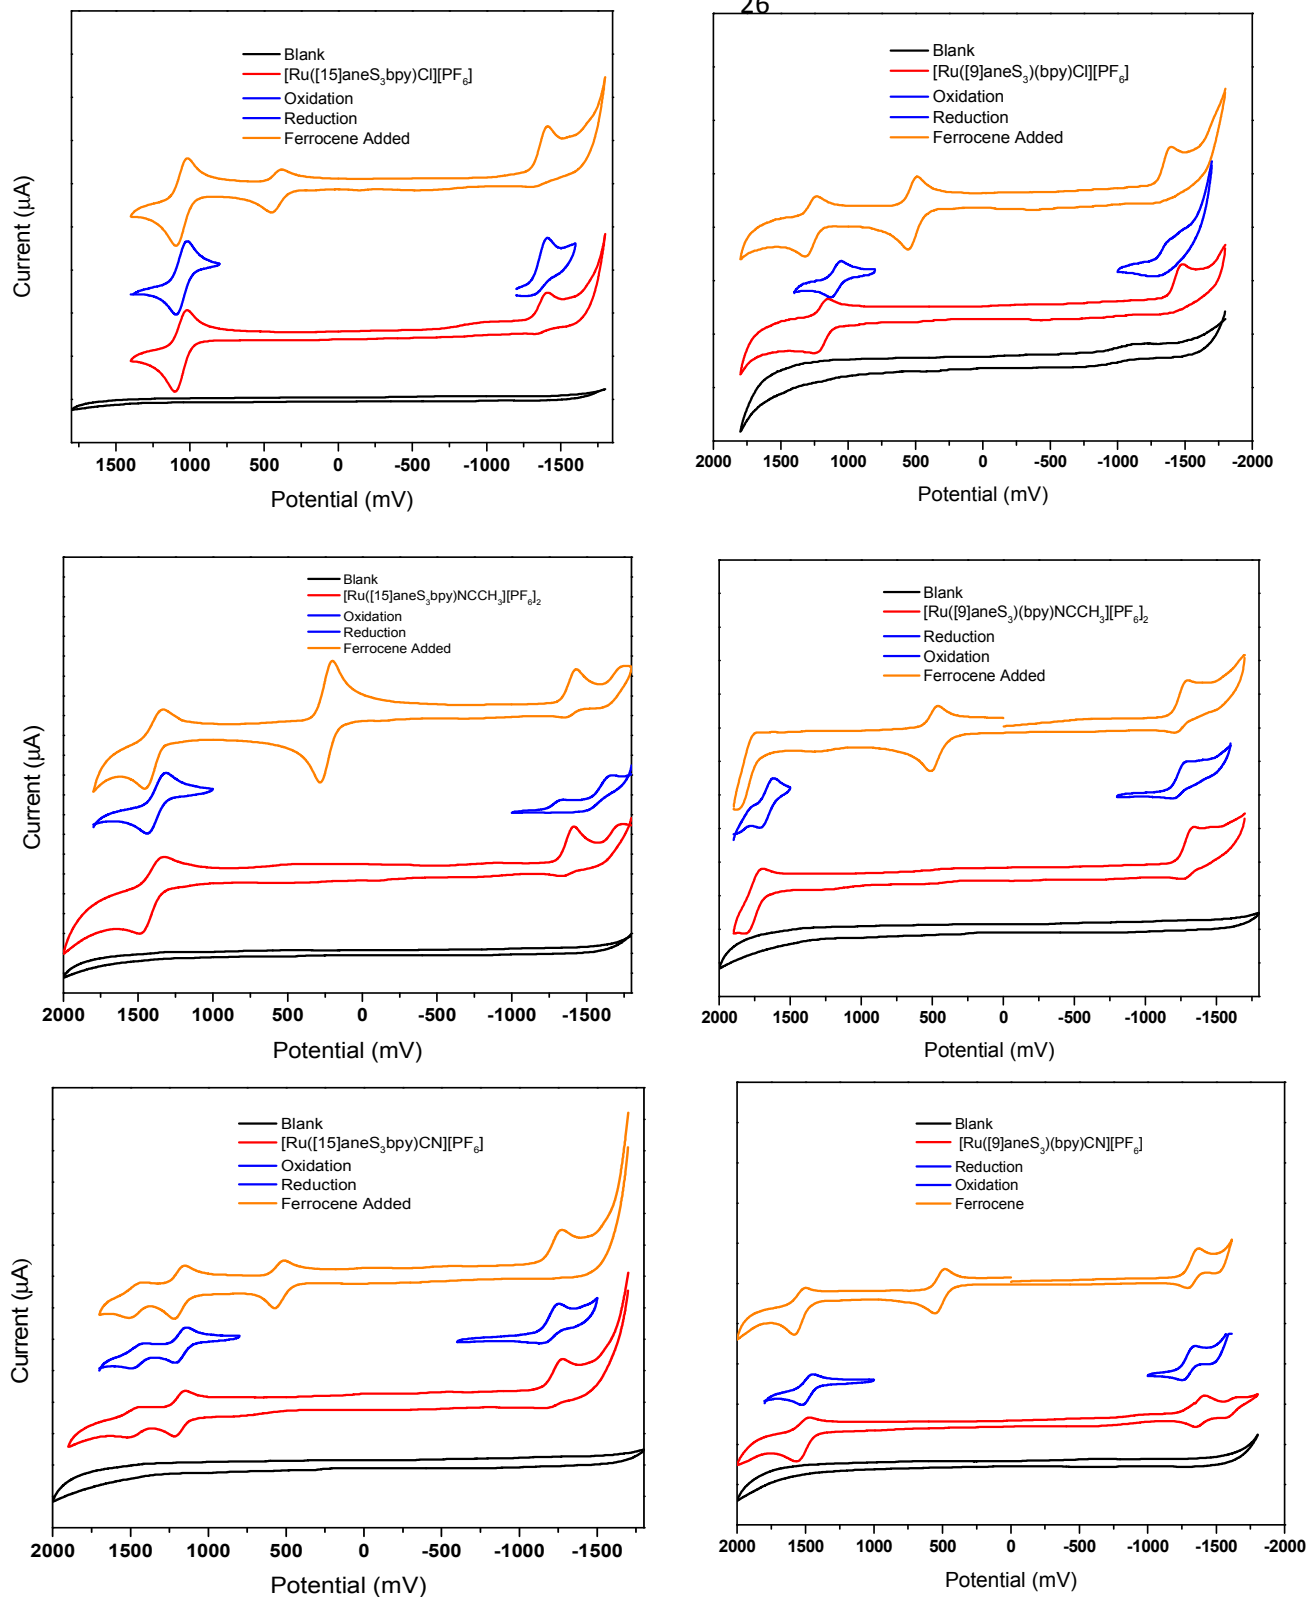 26
Blank
[Ru([15]aneS3bpy)Cl][PF6]
Oxidation
Reduction
Ferrocene Added
Current (µA)
1500 1000 500 0 -500 -1000 -1500
Potential (mV)
Blank
[Ru([9]aneS3)(bpy)Cl][PF6]
Oxidation
Reduction
Ferrocene Added
2000 1500 1000 500 0 -500 -1000 -1500 -2000
Potential (mV)
Blank
[Ru([15]aneS3bpy)NCCH3][PF6]2
Oxidation
Reduction
Ferrocene Added
Current (µA)
2000 1500 1000 500 0 -500 -1000 -1500
Potential (mV)
Blank
[Ru([9]aneS3)(bpy)NCCH3][PF6]2
Reduction
Oxidation
Ferrocene Added
2000 1500 1000 500 0 -500 -1000 -1500
Potential (mV)
Blank
[Ru([15]aneS3bpy)CN][PF6]
Oxidation
Reduction
Ferrocene Added
Current (µA)
2000 1500 1000 500 0 -500 -1000 -1500
Potential (mV)
Blank
[Ru([9]aneS3)(bpy)CN][PF6]
Reduction
Oxidation
Ferrocene
2000 1500 1000 500 0 -500 -1000 -1500 -2000
Potential (mV)